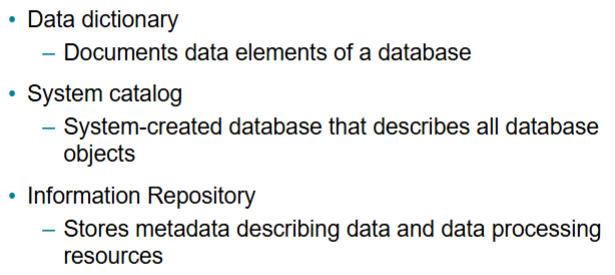 • Data dictionary
– Documents data elements of a database
• System catalog
– System-created database that describes all database
objects
• Information Repository
– Stores metadata describing data and data processing
resources